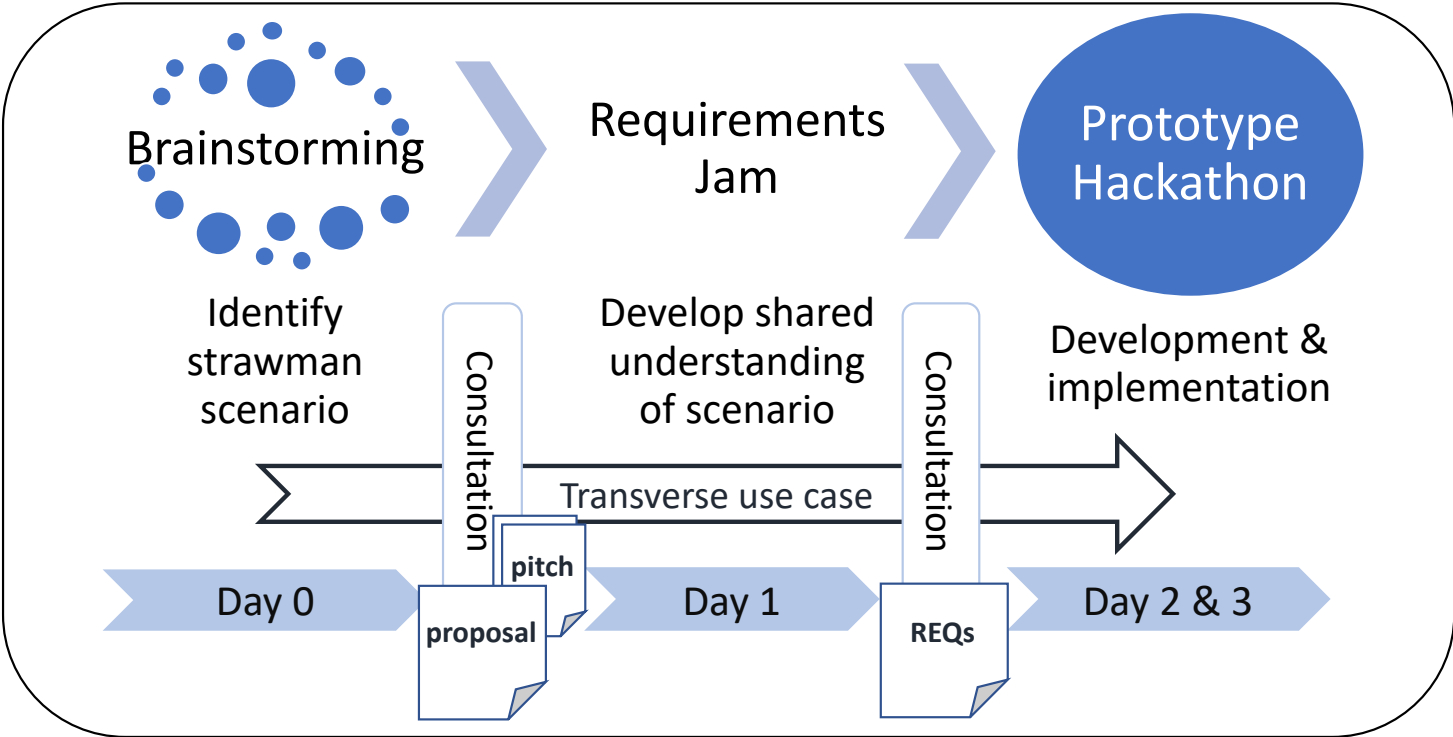 Brainstorming
Requirements
Jam
Prototype
Hackathon
Identify
strawman
scenario
Consultation
Develop shared
understanding
of scenario
Consultation
Development &
implementation
Transverse use case
Day 0
pitch
proposal
Day 1
REQs
Day 2 & 3